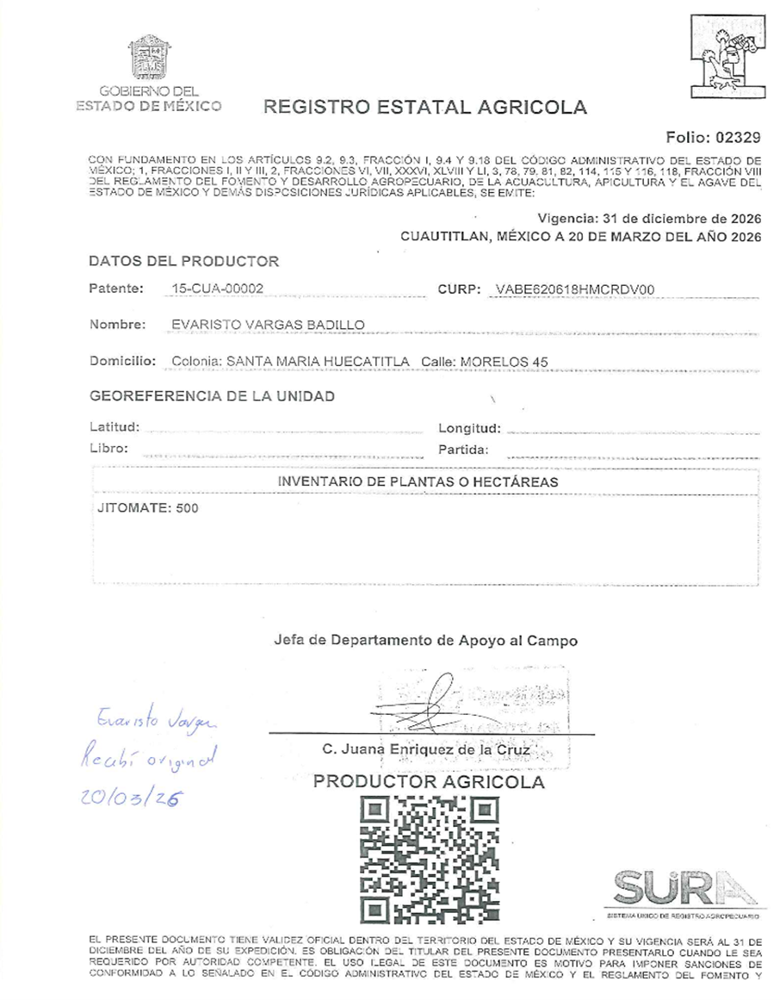 GOBIERNO DEL
ESTADO DE MÉXICO
REGISTRO ESTATAL AGRICOLA
Folio: 02329
CON FUNDAMENTO EN LOS ARTÍCULOS 9.2, 9.3, FRACCIÓN I, 9.4 Y 9.18 DEL CÓDIGO ADMINISTRATIVO DEL ESTADO DE
MÉXICO; 1, FRACCIONES I, II Y III, 2, FRACCIONES VI, VII, XXXVI, XLVIII Y LI, 3, 78, 79, 81, 82, 114, 115 Y 116, 118, FRACCIÓN VIII
DEL REGLAMENTO DEL FOMENTO Y DESARROLLO AGROPECUARIO, DE LA ACUACULTURA, APICULTURA Y EL AGAVE DEL
ESTADO DE MÉXICO Y DEMÁS DISPOSICIONES JURÍDICAS APLICABLES, SE EMITE:
Vigencia: 31 de diciembre de 2026
CUAUTITLAN, MÉXICO A 20 DE MARZO DEL AÑO 2026
DATOS DEL PRODUCTOR
Patente: 15-CUA-00002 CURP: VABE620618HMCRDV00
Nombre: EVARISTO VARGAS BADILLO
Domicilio: Colonia: SANTA MARIA HUECATITLA Calle: MORELOS 45
GEOREFERENCIA DE LA UNIDAD
Latitud: Longitud:
Libro: Partida:
INVENTARIO DE PLANTAS O HECTÁREAS
JITOMATE: 500
Jefa de Departamento de Apoyo al Campo
C. Juana Enriquez de la Cruz
Evaristo Vargas
Recibí original
20/03/26
PRODUCTOR AGRICOLA
SURA
SISTEMA UNICO DE REGISTRO AGROPECUARIO
EL PRESENTE DOCUMENTO TIENE VALIDEZ OFICIAL DENTRO DEL TERRITORIO DEL ESTADO DE MÉXICO Y SU VIGENCIA SERÁ AL 31 DE
DICIEMBRE DEL AÑO DE SU EXPEDICIÓN. ES OBLIGACIÓN DEL TITULAR DEL PRESENTE DOCUMENTO PRESENTARLO CUANDO LE SEA
REQUERIDO POR AUTORIDAD COMPETENTE, EL USO ILEGAL DE ESTE DOCUMENTO ES MOTIVO PARA IMPONER SANCIONES DE
CONFORMIDAD A LO SEÑALADO EN EL CÓDIGO ADMINISTRATIVO DEL ESTADO DE MÉXICO Y EL REGLAMENTO DEL FOMENTO Y